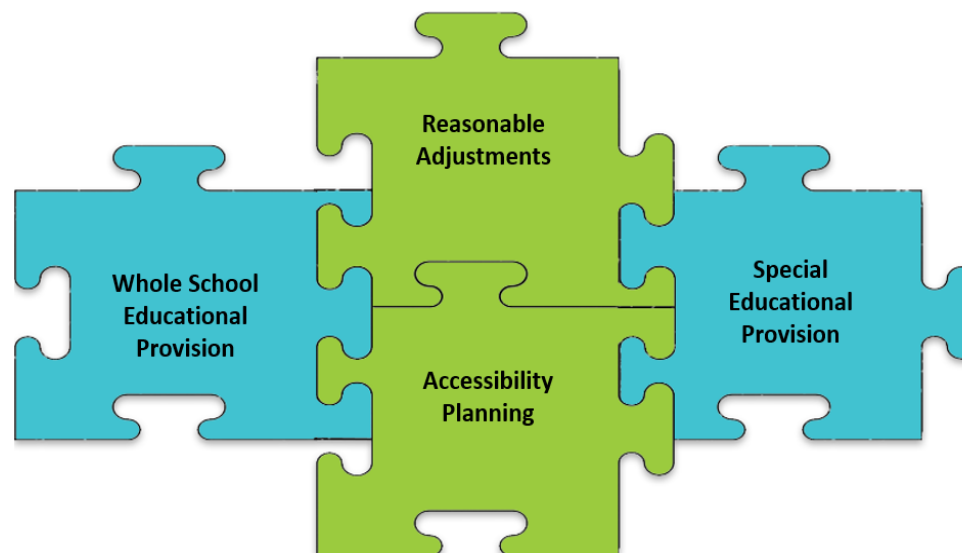 Reasonable
Adjustments
Whole School
Educational
Provision
Special
Educational
Provision
Accessibility
Planning